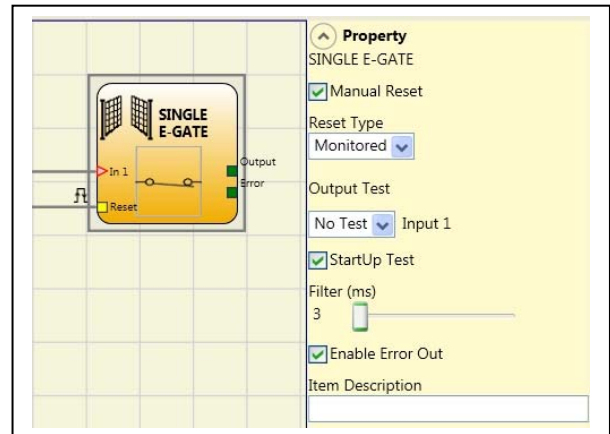 SINGLE
E-GATE
In 1
Output
Error
Reset
Property
SINGLE E-GATE
Manual Reset
Reset Type
Monitored
Output Test
No Test Input 1
StartUp Test
Filter (ms)
3
Enable Error Out
Item Description